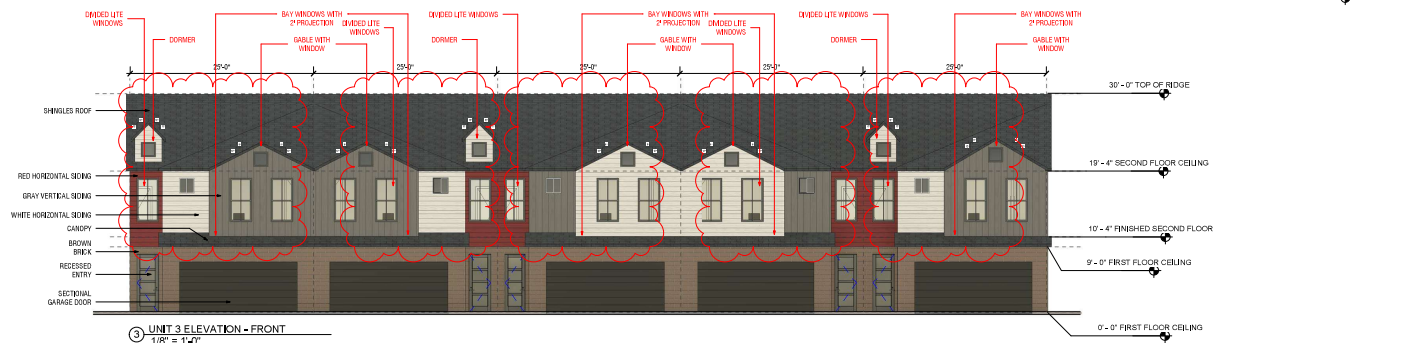 DIVIDED LITE
WINDOWS
DORMER
BAY WINDOWS WITH
2' PROJECTION
GABLE WITH
WINDOW
DIVIDED LITE
WINDOWS
DIVIDED LITE WINDOWS
DORMER
BAY WINDOWS WITH
2' PROJECTION
GABLE WITH
WINDOW
DIVIDED LITE
WINDOWS
DIVIDED LITE WINDOWS
DORMER
BAY WINDOWS WITH
2' PROJECTION
GABLE WITH
WINDOW
25'-0"
25'-0"
25'-0"
25'-0"
25'-0"
SHINGLES ROOF
RED HORIZONTAL SIDING
GRAY VERTICAL SIDING
WHITE HORIZONTAL SIDING
CANOPY
BROWN
BRICK
RECESSED
ENTRY
SECTIONAL
GARAGE DOOR
30' - 0" TOP OF RIDGE
19' - 4" SECOND FLOOR CEILING
10' - 4" FINISHED SECOND FLOOR
9' - 0" FIRST FLOOR CEILING
0' - 0" FIRST FLOOR CEILING
3 UNIT 3 ELEVATION - FRONT
1/8" = 1'-0"